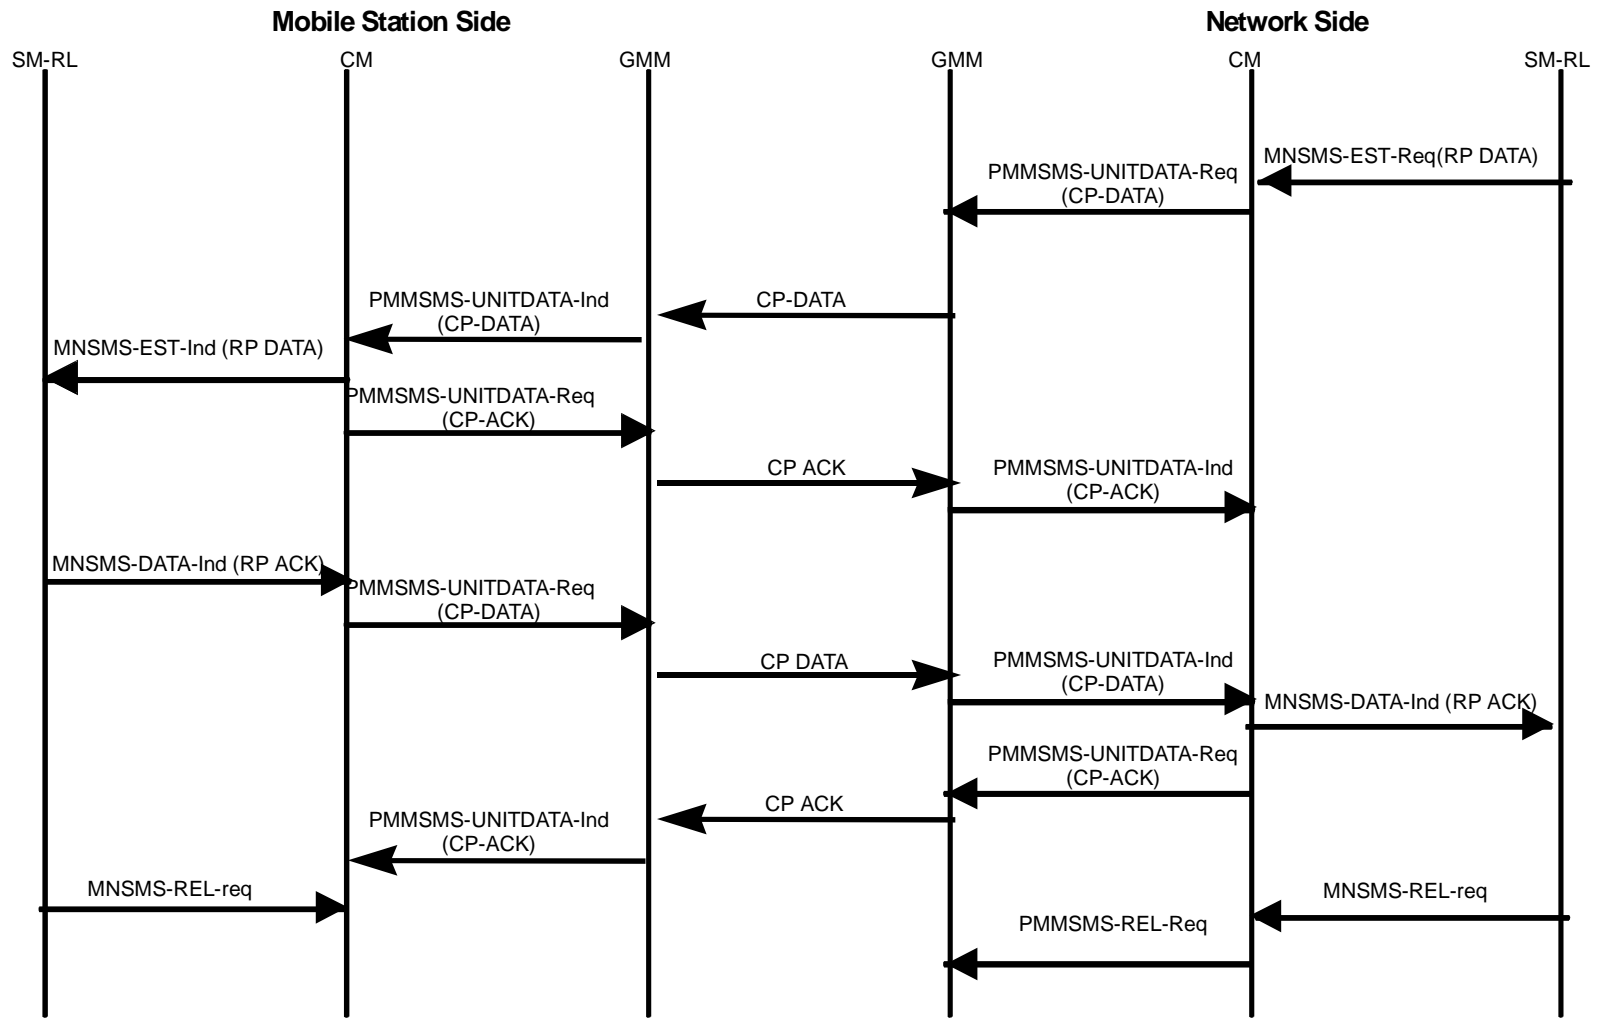 Mobile Station Side
Network Side
SM-RL
CM
GMM
GMM
CM
SM-RL
MNSMS-EST-Req(RP DATA)
PMMSMS-UNITDATA-Req
(CP-DATA)
CP-DATA
PMMSMS-UNITDATA-Ind
(CP-DATA)
MNSMS-EST-Ind (RP DATA)
PMMSMS-UNITDATA-Req
(CP-ACK)
CP ACK
PMMSMS-UNITDATA-Ind
(CP-ACK)
MNSMS-DATA-Ind (RP ACK)
PMMSMS-UNITDATA-Req
(CP-DATA)
CP DATA
PMMSMS-UNITDATA-Ind
(CP-DATA)
MNSMS-DATA-Ind (RP ACK)
PMMSMS-UNITDATA-Req
(CP-ACK)
CP ACK
PMMSMS-UNITDATA-Ind
(CP-ACK)
MNSMS-REL-req
MNSMS-REL-req
PMMSMS-REL-Req